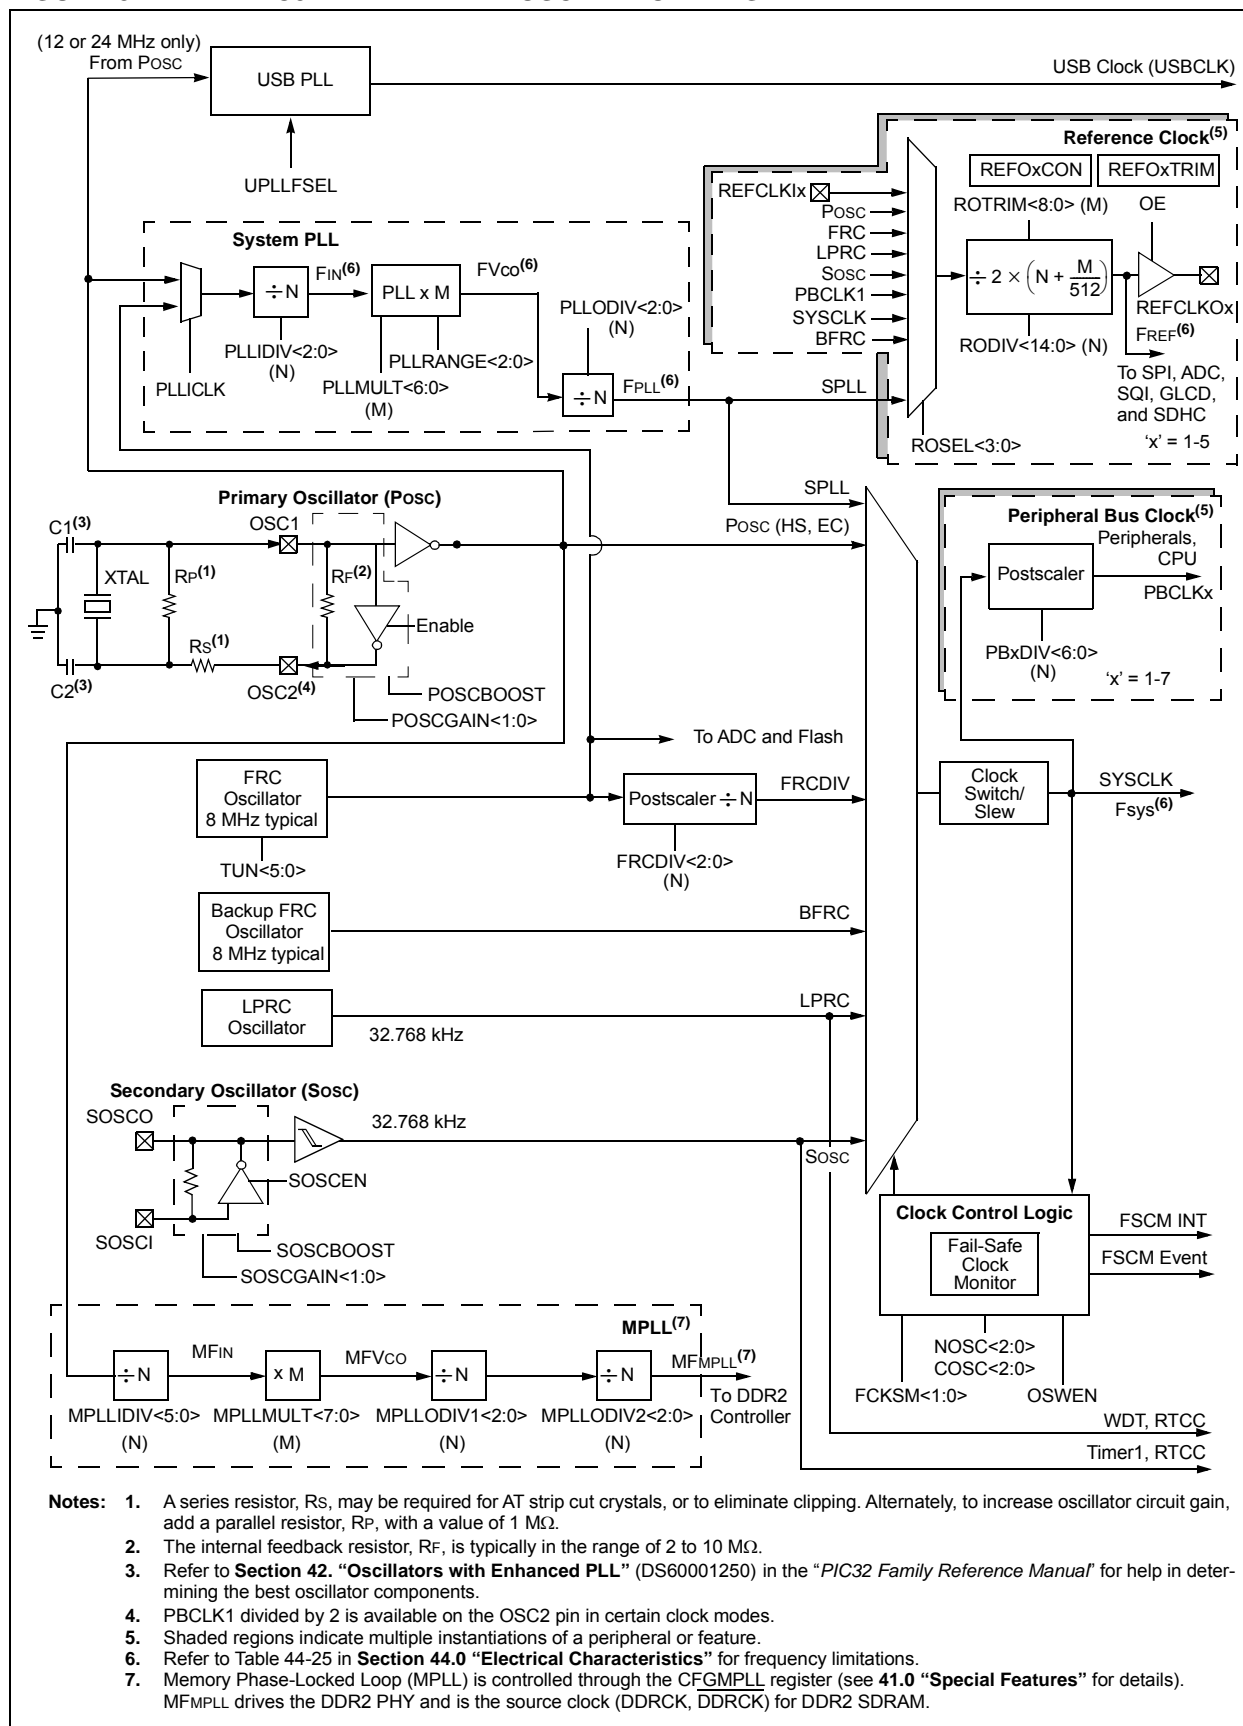 (12 or 24 MHz only)
From POSC
USB PLL
USB Clock (USBCLK)
UPLLFSEL
Reference Clock(5)
REFOxCON
REFOxTRIM
REFCLKIx
POSC
FRC
LPRC
SOSC
PBCLK1
SYSCLK
BFRC
ROTRIM<8:0> (M)
OE
÷ 2 × (N + M/512)
REFCLKOx
RODIV<14:0> (N)
FREF(6)
To SPI, ADC,
SQI, GLCD,
and SDHC
'x' = 1-5
ROSEL<3:0>
System PLL
FIN(6)
FVCO(6)
÷ N
PLL x M
PLLODIV<2:0>
(N)
PLLIDIV<2:0>
(N)
PLLRANGE<2:0>
PLLICLK
PLLMULT<6:0>
(M)
÷ N
FPLL(6)
SPLL
SPLL
Primary Oscillator (POSC)
C1(3)
OSC1
POSC (HS, EC)
XTAL
RP(1)
RF(2)
Enable
RS(1)
C2(3)
OSC2(4)
POSCBOOST
POSCGAIN<1:0>
Peripheral Bus Clock(5)
Peripherals,
CPU
Postscaler
PBCLKx
PBxDIV<6:0>
(N)
'x' = 1-7
To ADC and Flash
FRC
Oscillator
8 MHz typical
Postscaler ÷ N
FRCDIV
TUN<5:0>
FRCDIV<2:0>
(N)
Clock
Switch/
Slew
SYSCLK
Fsys(6)
Backup FRC
Oscillator
8 MHz typical
BFRC
LPRC
Oscillator
LPRC
32.768 kHz
Secondary Oscillator (SOSC)
SOSCO
32.768 kHz
SOSC
SOSCEN
SOSCI
SOSCBOOST
SOSCGAIN<1:0>
Clock Control Logic
Fail-Safe
Clock
Monitor
FSCM INT
FSCM Event
NOSC<2:0>
COSC<2:0>
FCKSM<1:0>
OSWEN
MPLL(7)
MFIN
MFVCO
MFMPLL(7)
÷ N
x M
÷ N
÷ N
To DDR2
Controller
MPLLIDIV<5:0>
(N)
MPLLMULT<7:0>
(M)
MPLLODIV1<2:0>
(N)
MPLLODIV2<2:0>
(N)
WDT, RTCC
Timer1, RTCC
Notes: 1. A series resistor, RS, may be required for AT strip cut crystals, or to eliminate clipping. Alternately, to increase oscillator circuit gain,
add a parallel resistor, RP, with a value of 1 MΩ.
2. The internal feedback resistor, RF, is typically in the range of 2 to 10 MΩ.
3. Refer to Section 42. "Oscillators with Enhanced PLL" (DS60001250) in the "PIC32 Family Reference Manual" for help in deter-
mining the best oscillator components.
4. PBCLK1 divided by 2 is available on the OSC2 pin in certain clock modes.
5. Shaded regions indicate multiple instantiations of a peripheral or feature.
6. Refer to Table 44-25 in Section 44.0 "Electrical Characteristics" for frequency limitations.
7. Memory Phase-Locked Loop (MPLL) is controlled through the CFGMPLL register (see 41.0 "Special Features" for details).
MFMPLL drives the DDR2 PHY and is the source clock (DDRCK, DDRCK) for DDR2 SDRAM.